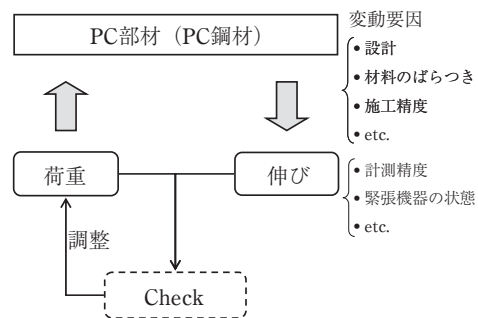 変動要因
PC部材（PC鋼材）
• 設計
• 材料のばらつき
• 施工精度
• etc.
荷重
伸び
• 計測精度
• 緊張機器の状態
• etc.
調整
Check